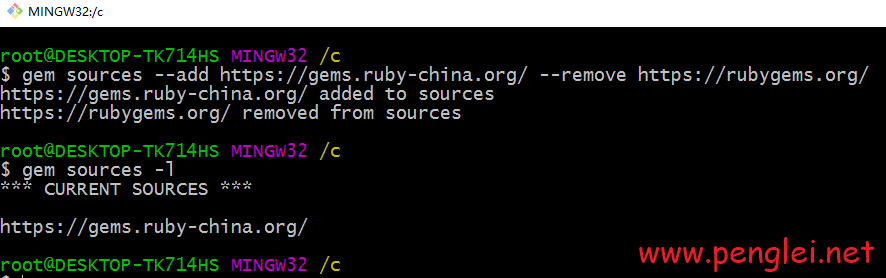 MINGW32:/c
root@DESKTOP-TK714HS MINGW32 /c
$ gem sources --add https://gems.ruby-china.org/ --remove https://rubygems.org/
https://gems.ruby-china.org/ added to sources
https://rubygems.org/ removed from sources
root@DESKTOP-TK714HS MINGW32 /c
$ gem sources -l
*** CURRENT SOURCES ***
https://gems.ruby-china.org/
root@DESKTOP-TK714HS MINGW32 /c
www.penglei.net
$